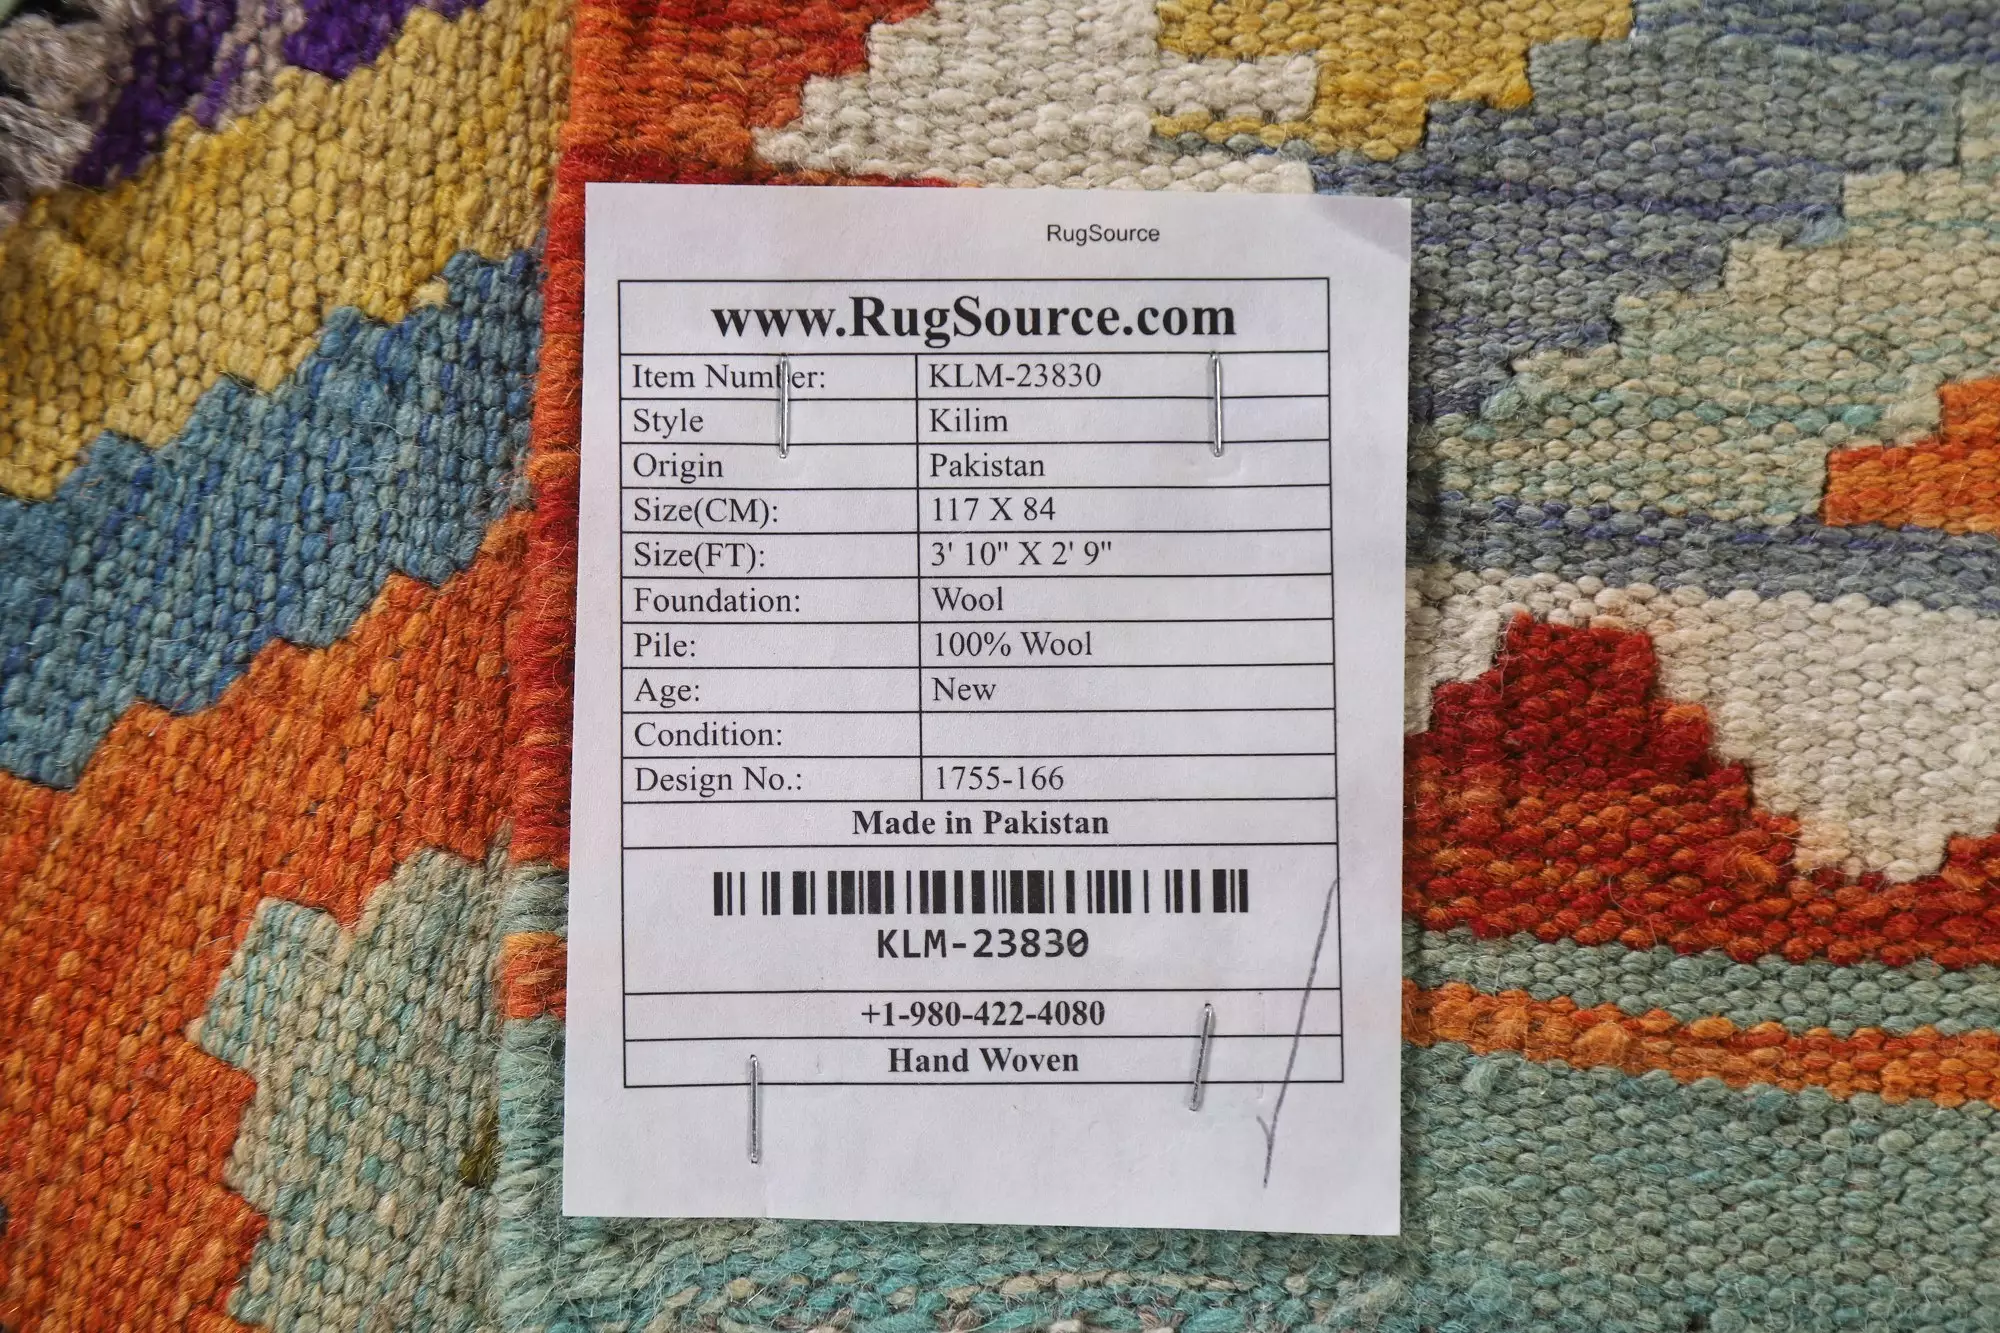 RugSource
www.RugSource.com
Item Number: KLM-23830
Style Kilim
Origin Pakistan
Size(CM): 117 X 84
Size(FT): 3' 10" X 2' 9"
Foundation: Wool
Pile: 100% Wool
Age: New
Condition:
Design No.: 1755-166
Made in Pakistan
KLM-23830
+1-980-422-4080
Hand Woven